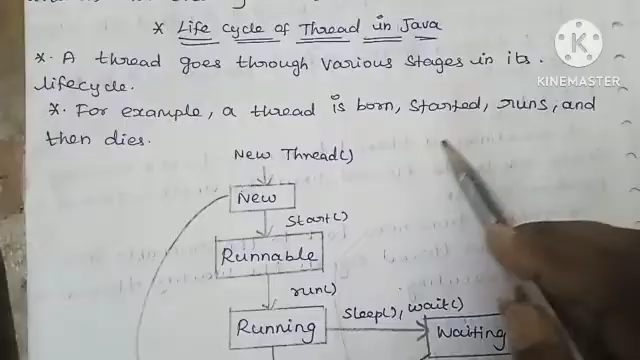 * Life cycle of Thread in Java
*. A thread goes through various stages in its.
lifecycle.
*. For example, a thread is born, started, runs, and
then dies.
New Thread()
New
Start()
Runnable
run()
Running
Sleep(), wait()
Waiting
KINEMASTER